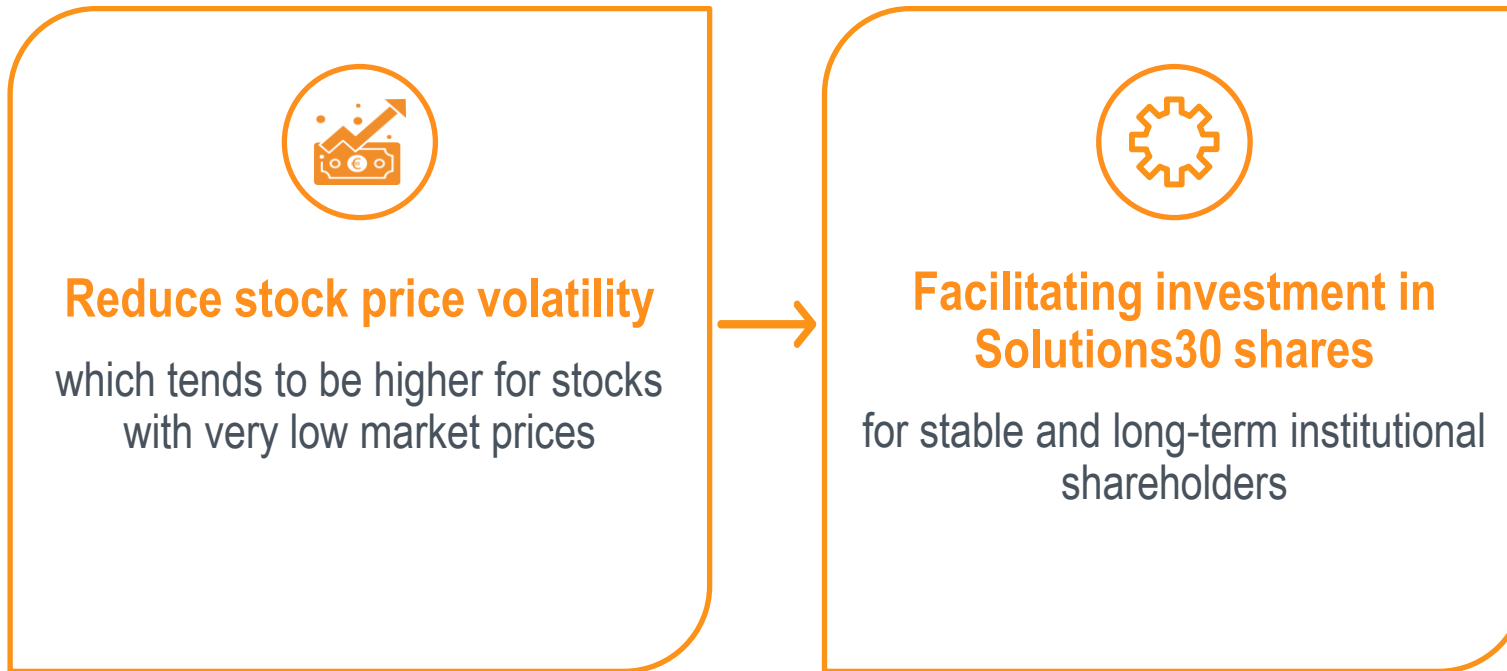 Reduce stock price volatility
which tends to be higher for stocks
with very low market prices
Facilitating investment in
Solutions30 shares
for stable and long-term institutional
shareholders